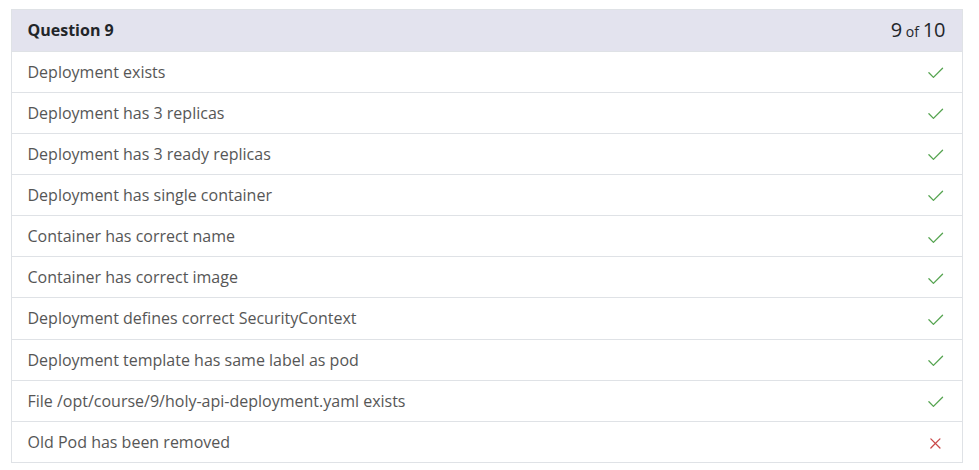 Question 9 9 of 10
Deployment exists
Deployment has 3 replicas
Deployment has 3 ready replicas
Deployment has single container
Container has correct name
Container has correct image
Deployment defines correct SecurityContext
Deployment template has same label as pod
File /opt/course/9/holy-api-deployment.yaml exists
Old Pod has been removed